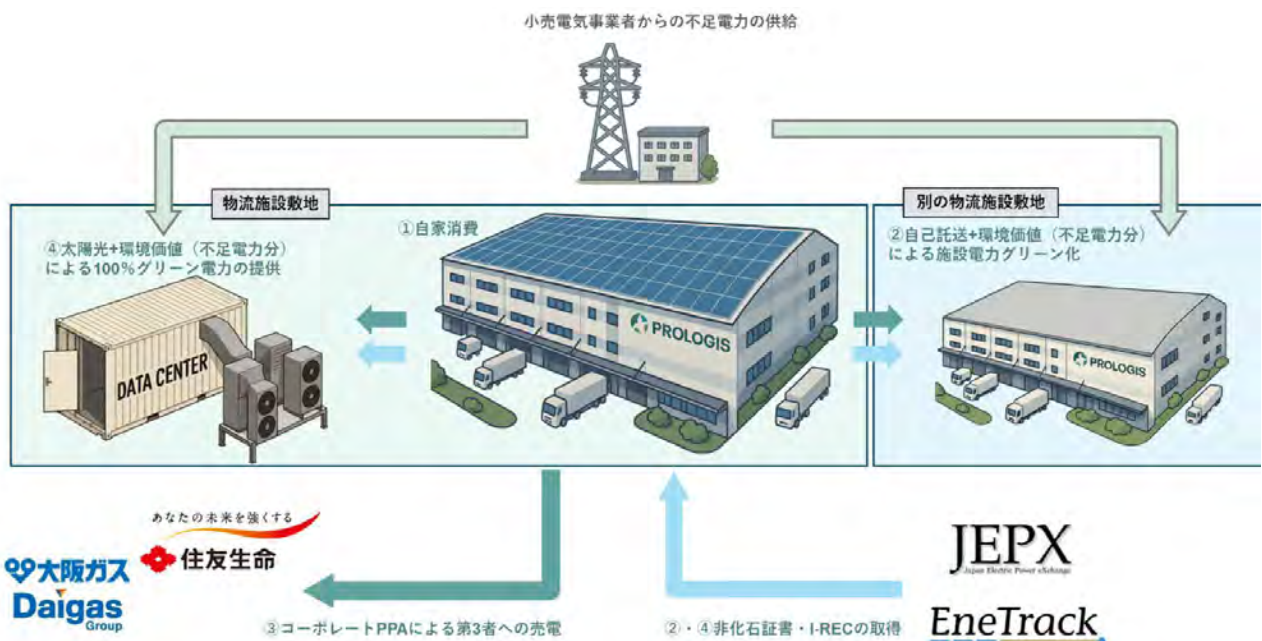 小売電気事業者からの不足電力の供給
物流施設敷地
別の物流施設敷地
①自家消費
④太陽光+環境価値（不足電力分）
による100%グリーン電力の提供
②自己託送+環境価値（不足電力分）
による施設電力グリーン化
DATA CENTER
PROLOGIS
PROLOGIS
あなたの未来を強くする
住友生命
大阪ガス
Daigas
Group
JEPX
Japan Electric Power eXchange
EneTrack
③コーポレートPPAによる第3者への売電
②・④非化石証書・I-RECの取得